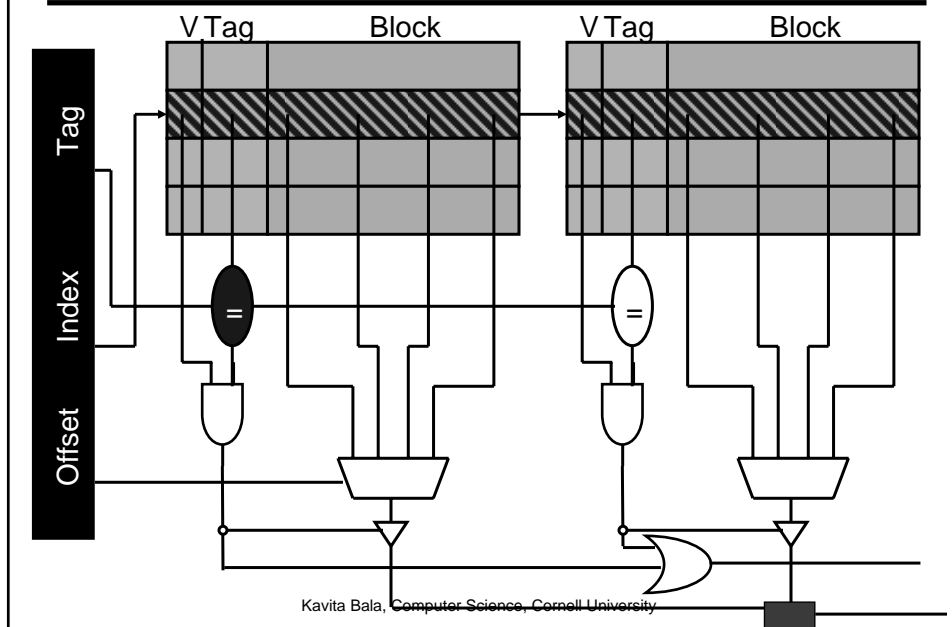 V Tag Block V Tag Block
Tag
Index
Offset
= =
Kavita Bala, Computer Science, Cornell University